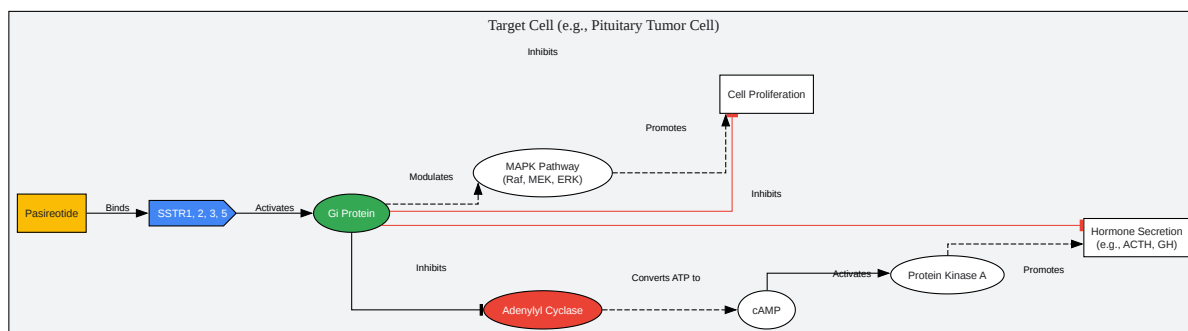 Target Cell (e.g., Pituitary Tumor Cell)
Inhibits
Cell Proliferation
Promotes
MAPK Pathway
(Raf, MEK, ERK)
Modulates
Inhibits
Pasireotide
Binds
SSTR1, 2, 3, 5
Activates
Gi Protein
Hormone Secretion
(e.g., ACTH, GH)
Inhibits
Converts ATP to
Activates
Protein Kinase A
Promotes
Adenylyl Cyclase
cAMP